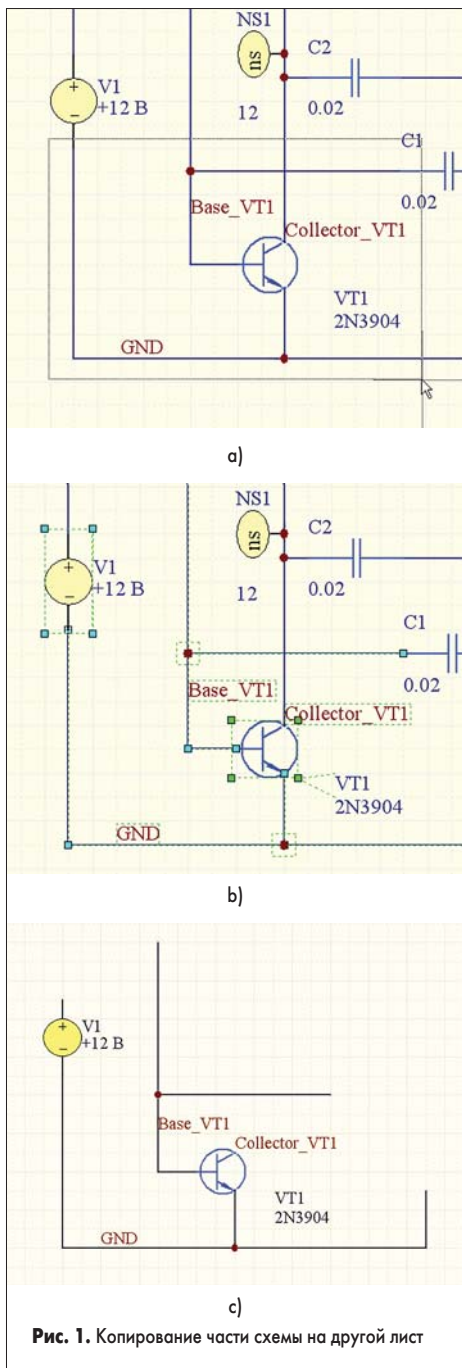 NS1
C2
V1
ns
+12 В
12
0.02
C1
0.02
Base_VT1
Collector_VT1
VT1
2N3904
GND
a)
NS1
C2
V1
ns
+12 В
12
0.02
C1
0.02
Base_VT1
Collector_VT1
VT1
2N3904
GND
b)
V1
+12 В
Base_VT1
Collector_VT1
VT1
2N3904
GND
c)
Рис. 1. Копирование части схемы на другой лист